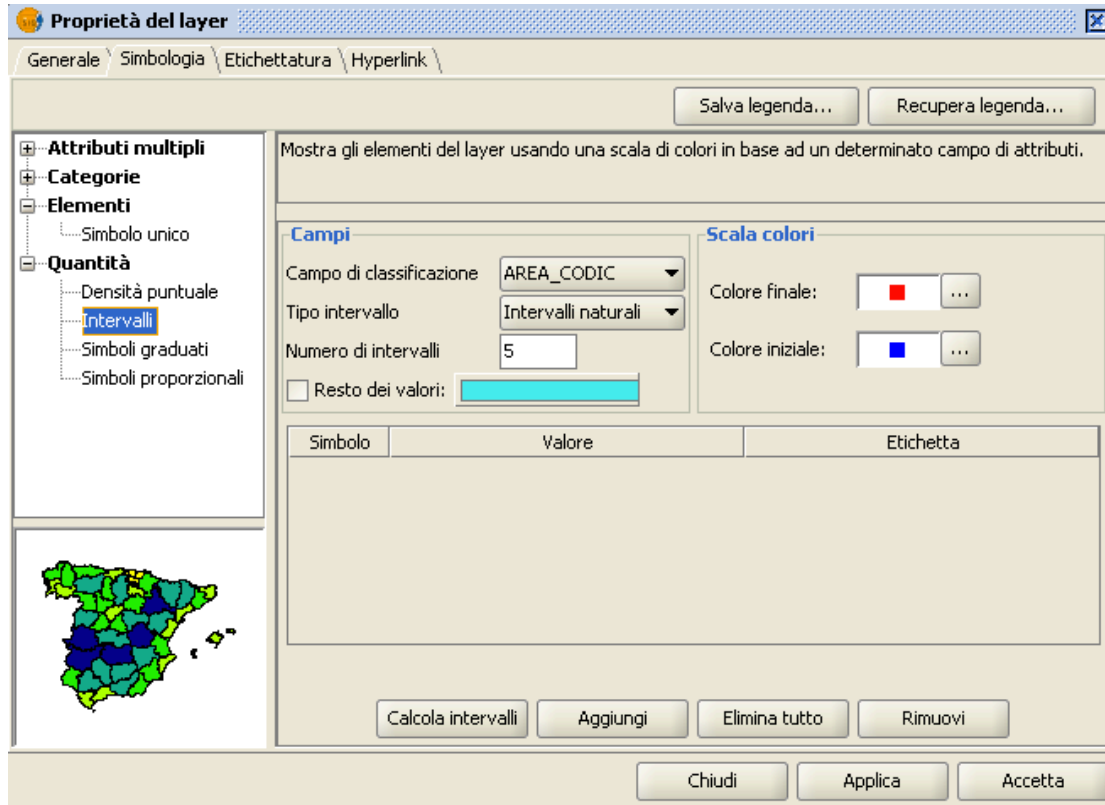 Proprietà del layer
Generale Simbologia Etichettatura Hyperlink
Salva legenda... Recupera legenda...
Attributi multipli
Categorie
Elementi
Simbolo unico
Quantità
Densità puntuale
Intervalli
Simboli graduati
Simboli proporzionali
Mostra gli elementi del layer usando una scala di colori in base ad un determinato campo di attributi.
Campi
Campo di classificazione AREA_CODIC
Tipo intervallo Intervalli naturali
Numero di intervalli 5
Resto dei valori:
Scala colori
Colore finale: ...
Colore iniziale: ...
Simbolo Valore Etichetta
Calcola intervalli Aggiungi Elimina tutto Rimuovi
Chiudi Applica Accetta